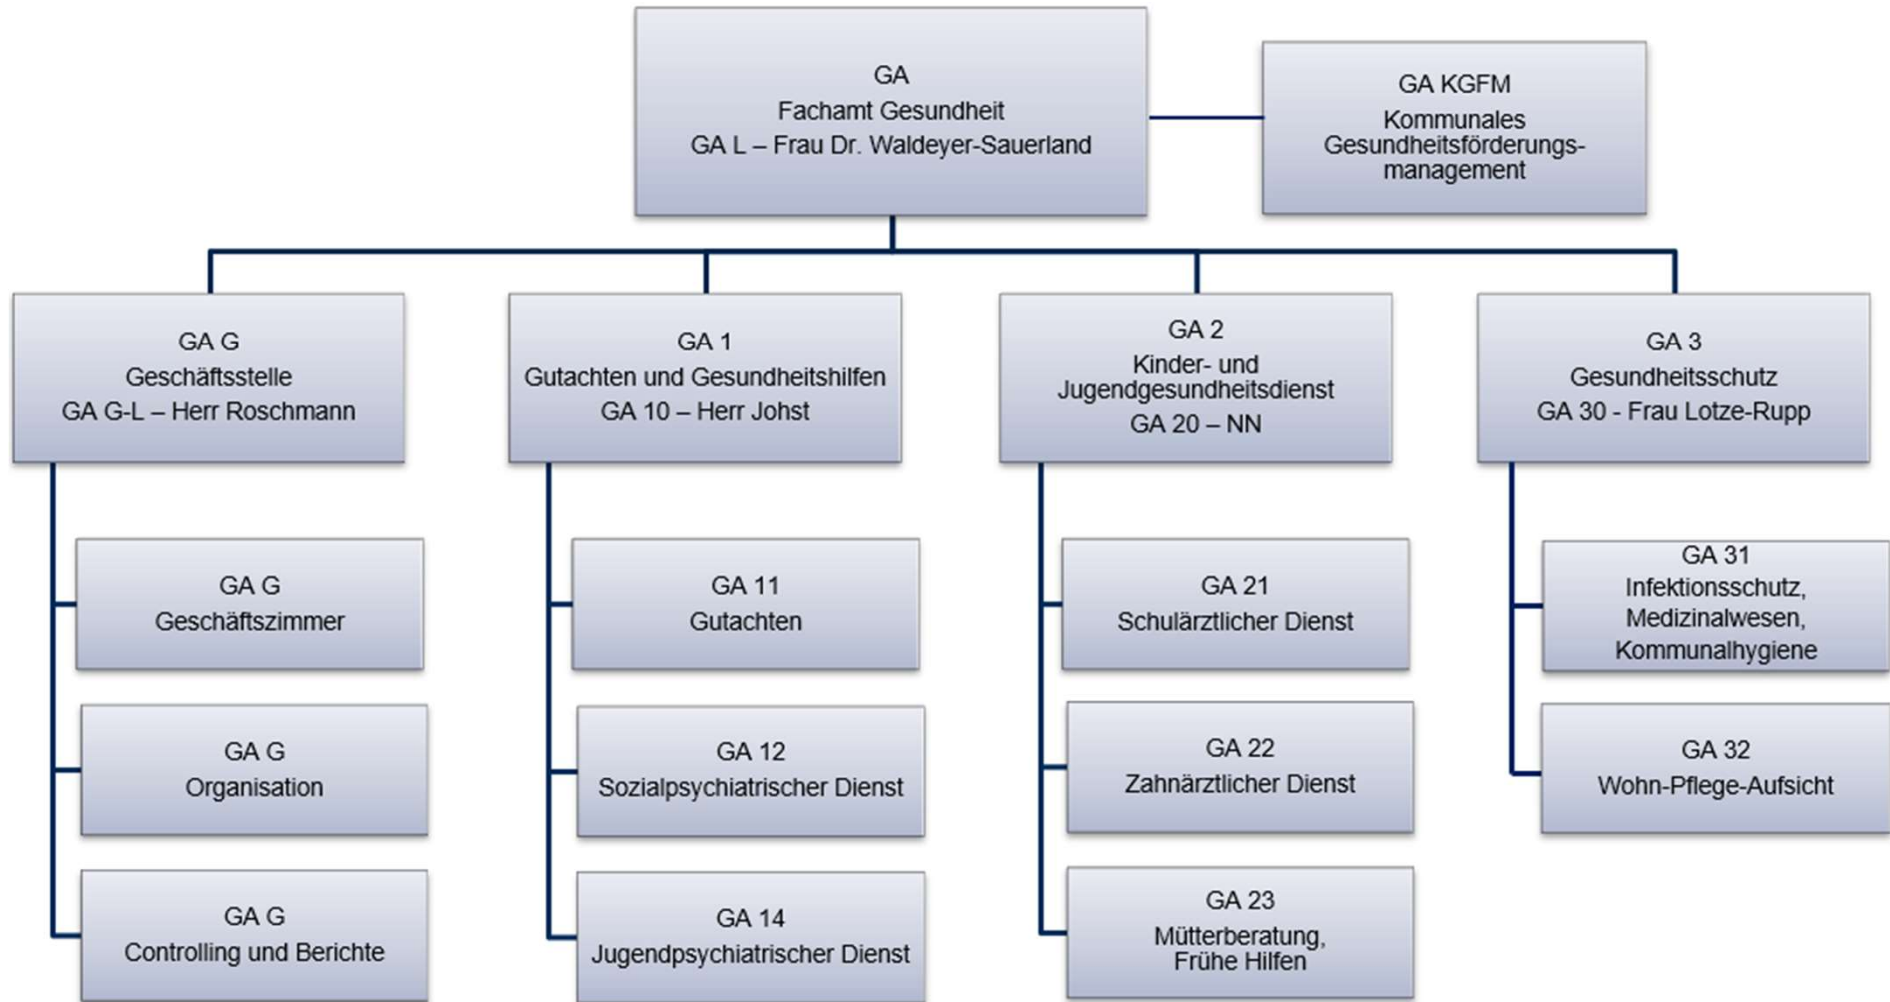 GA
Fachamt Gesundheit
GA L – Frau Dr. Waldeyer-Sauerland
GA KGFM
Kommunales
Gesundheitsförderungs-
management
GA G
Geschäftsstelle
GA G-L – Herr Roschmann
GA 1
Gutachten und Gesundheitshilfen
GA 10 – Herr Johst
GA 2
Kinder- und
Jugendgesundheitsdienst
GA 20 – NN
GA 3
Gesundheitsschutz
GA 30 - Frau Lotze-Rupp
GA G
Geschäftszimmer
GA G
Organisation
GA G
Controlling und Berichte
GA 11
Gutachten
GA 12
Sozialpsychiatrischer Dienst
GA 14
Jugendpsychiatrischer Dienst
GA 21
Schulärztlicher Dienst
GA 22
Zahnärztlicher Dienst
GA 23
Mütterberatung,
Frühe Hilfen
GA 31
Infektionsschutz,
Medizinalwesen,
Kommunalhygiene
GA 32
Wohn-Pflege-Aufsicht